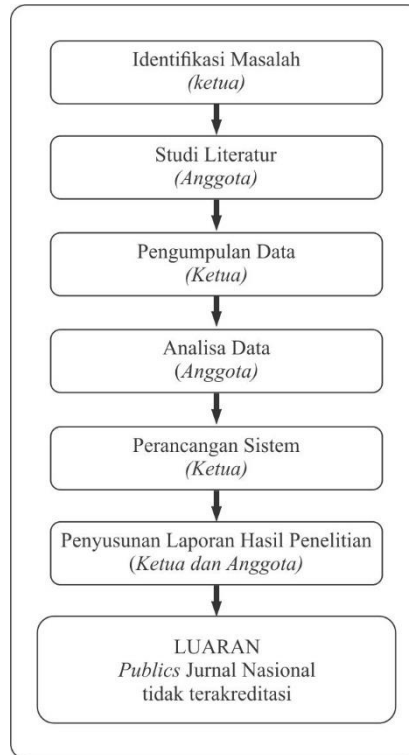 Identifikasi Masalah
(ketua)
Studi Literatur
(Anggota)
Pengumpulan Data
(Ketua)
Analisa Data
(Anggota)
Perancangan Sistem
(Ketua)
Penyusunan Laporan Hasil Penelitian
(Ketua dan Anggota)
LUARAN
Publics Jurnal Nasional
tidak terakreditasi